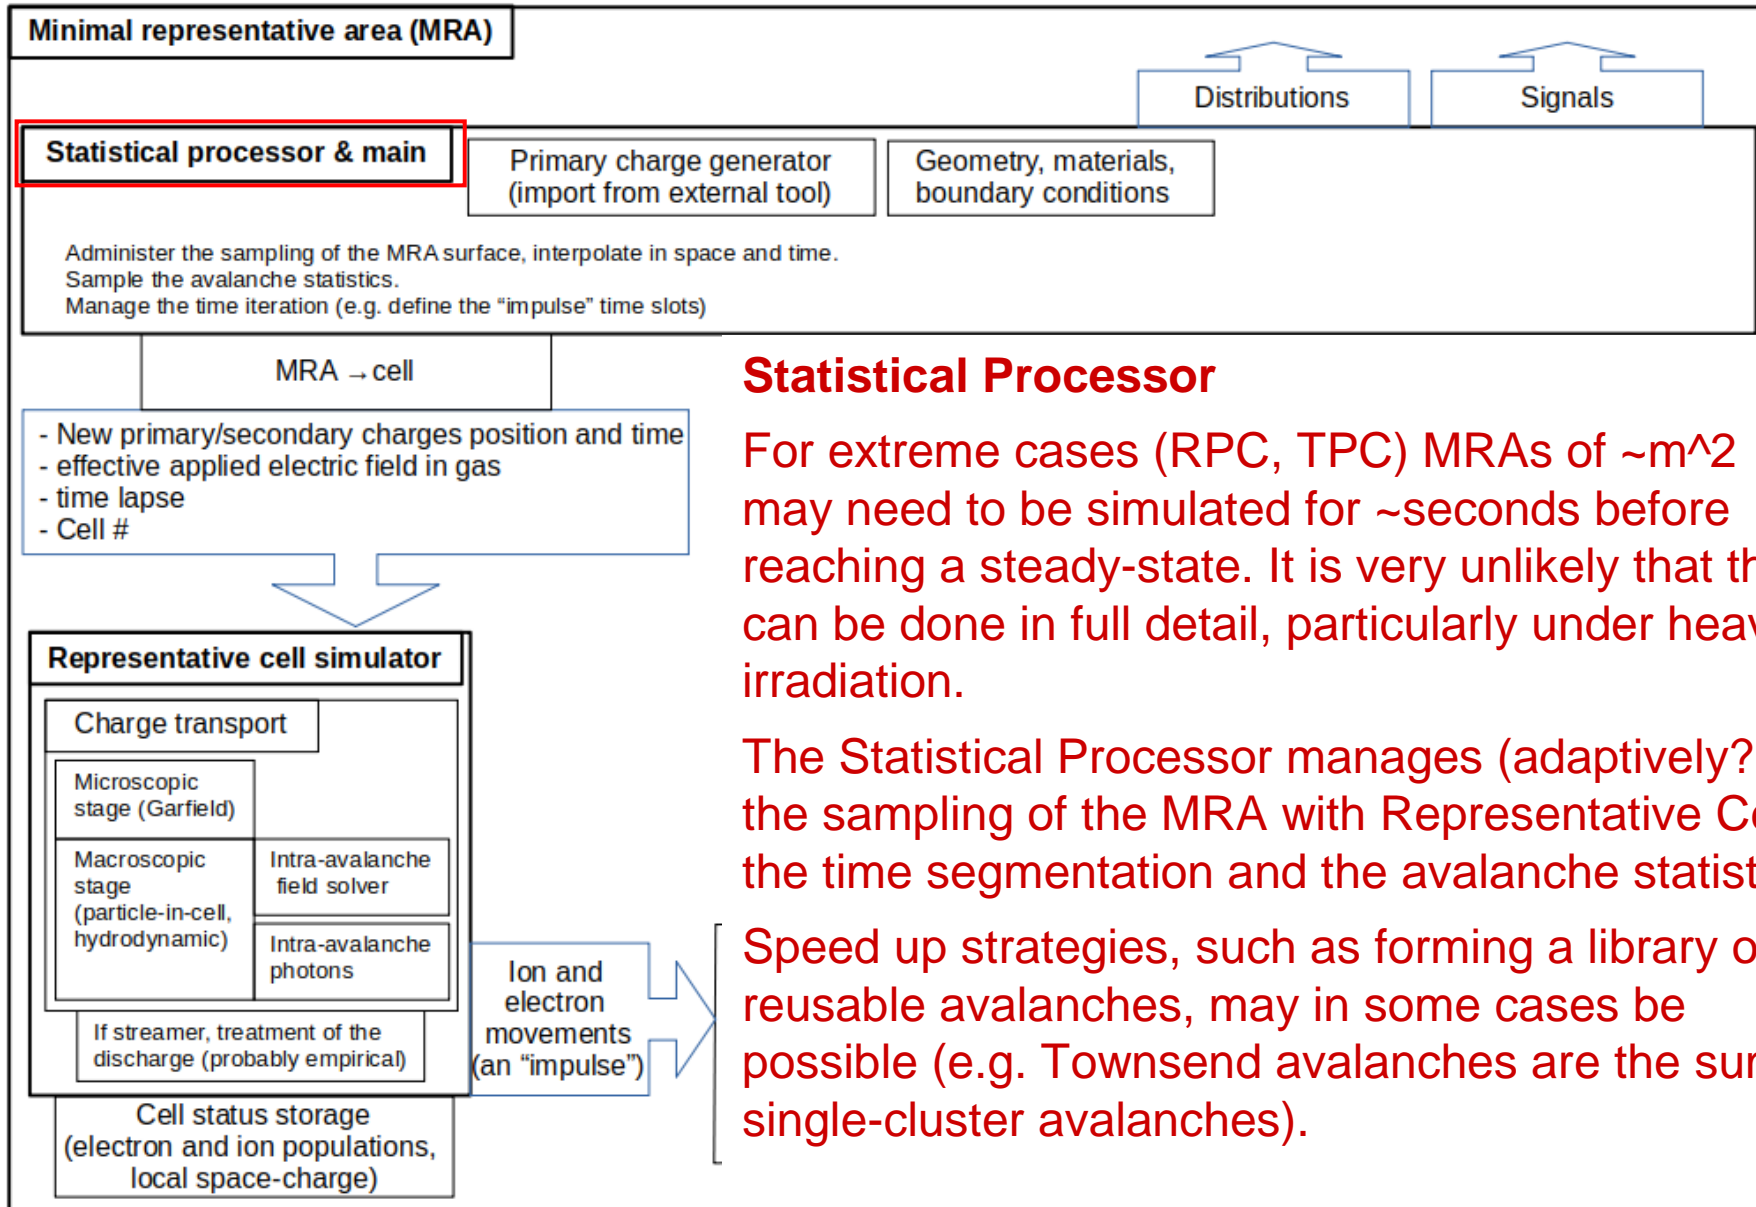 Minimal representative area (MRA)
Distributions
Signals
Statistical processor & main
Primary charge generator
(import from external tool)
Geometry, materials,
boundary conditions
Administer the sampling of the MRA surface, interpolate in space and time.
Sample the avalanche statistics.
Manage the time iteration (e.g. define the “impulse” time slots)
MRA →cell
- New primary/secondary charges position and time
- effective applied electric field in gas
- time lapse
- Cell #
Statistical Processor
For extreme cases (RPC, TPC) MRAs of ~m^2
may need to be simulated for ~seconds before
reaching a steady-state. It is very unlikely that
can be done in full detail, particularly under
irradiation.
The Statistical Processor manages (adaptively?
the sampling of the MRA with Representative
the time segmentation and the avalanche
Speed up strategies, such as forming a library
reusable avalanches, may in some cases be
possible (e.g. Townsend avalanches are the
single-cluster avalanches).
Representative cell simulator
Charge transport
Microscopic
stage (Garfield)
Macroscopic
stage
(particle-in-cell,
hydrodynamic)
Intra-avalanche
field solver
Intra-avalanche
photons
If streamer, treatment of the
discharge (probably empirical)
Ion and
electron
movements
(an “impulse”)
Cell status storage
(electron and ion populations,
local space-charge)